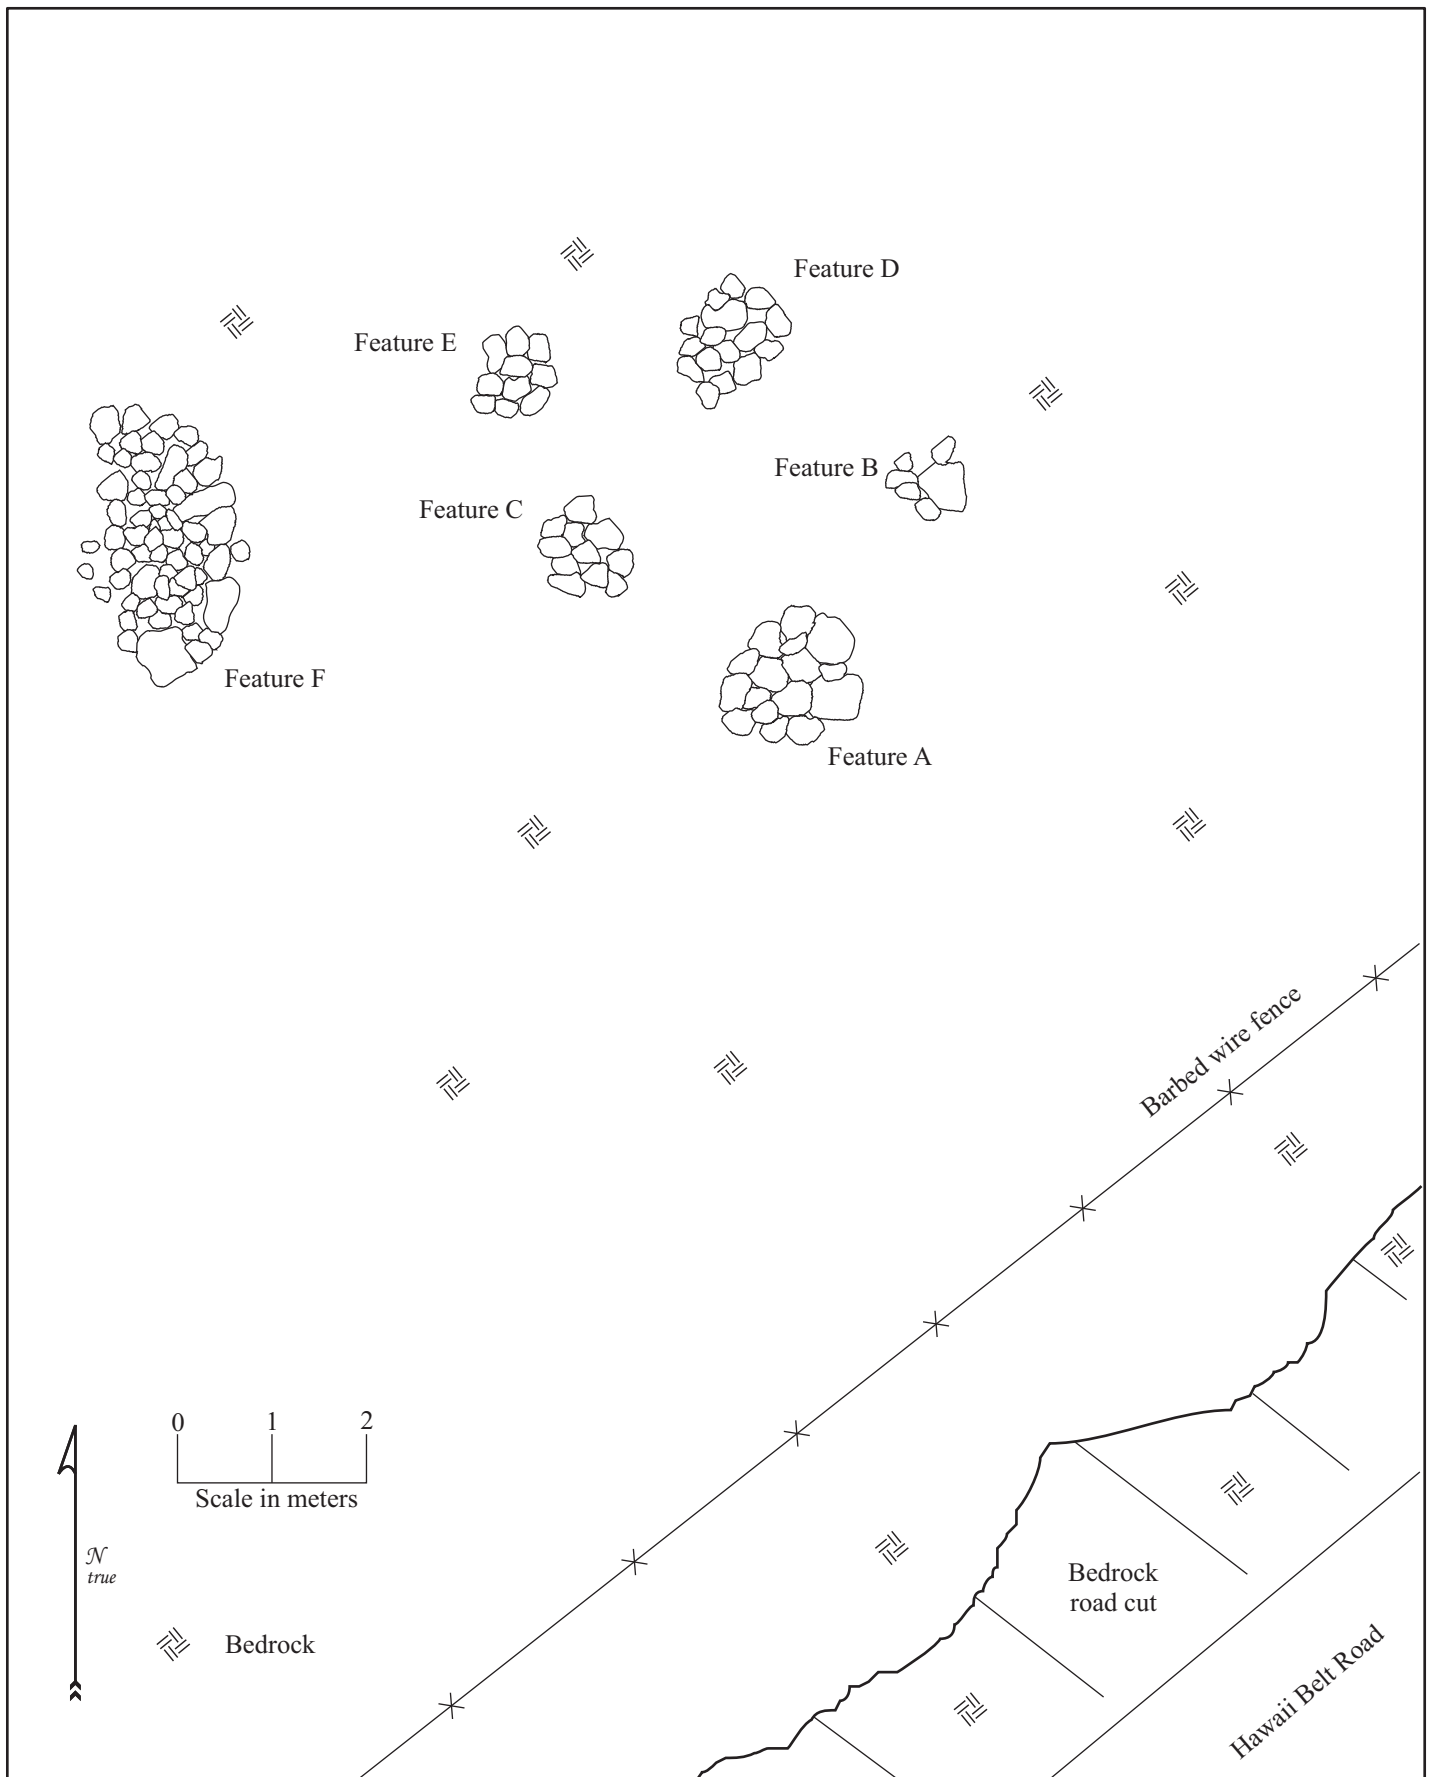 Feature D
Feature E
Feature B
Feature C
Feature F
Feature A
Barbed wire fence
0 1 2
Scale in meters
N
true
Bedrock
road cut
Bedrock
Hawaii Belt Road